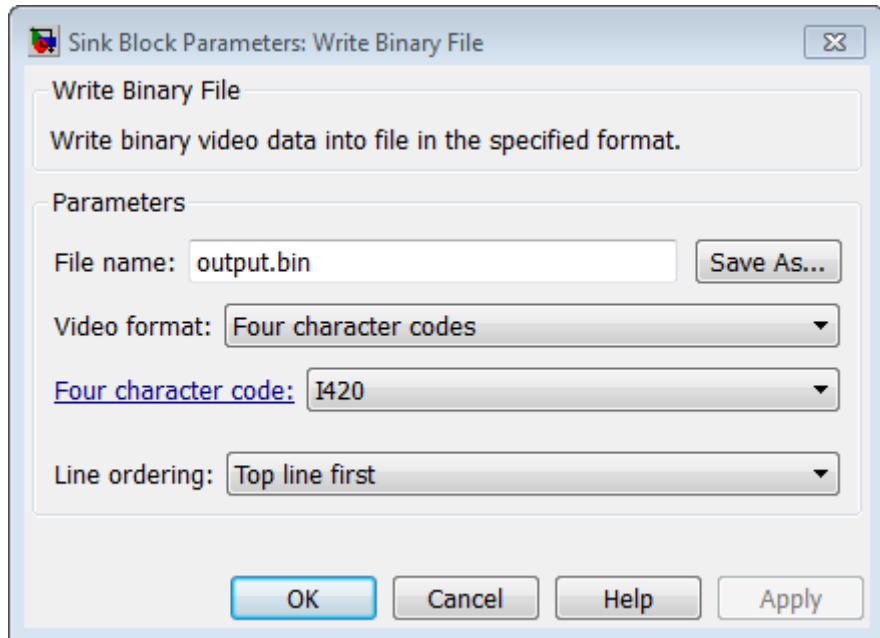 Sink Block Parameters: Write Binary File
Write Binary File
Write binary video data into file in the specified format.
Parameters
File name: output.bin Save As...
Video format: Four character codes
Four character code: I420
Line ordering: Top line first
OK Cancel Help Apply